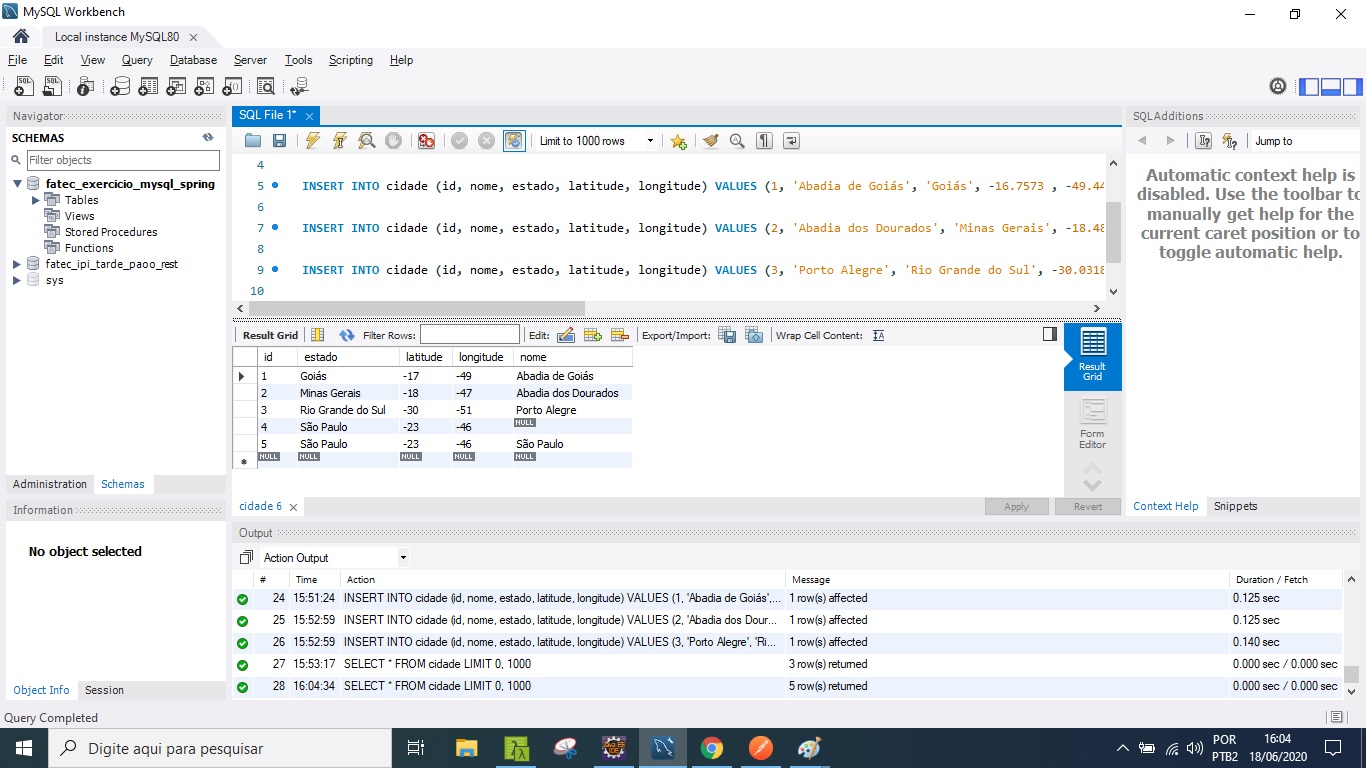 MySQL Workbench
Local instance MySQL80
File Edit View Query Database Server Tools Scripting Help
Navigator
SCHEMAS
Filter objects
fatec_exercicio_mysql_spring
Tables
Views
Stored Procedures
Functions
fatec_ipi_tarde_paoo_rest
sys
Administration Schemas
Information
No object selected
Object Info Session
SQL File 1*
Limit to 1000 rows
4
5 INSERT INTO cidade (id, nome, estado, latitude, longitude) VALUES (1, 'Abadia de Goiás', 'Goiás', -16.7573 , -49.44
6
7 INSERT INTO cidade (id, nome, estado, latitude, longitude) VALUES (2, 'Abadia dos Dourados', 'Minas Gerais', -18.48
8
9 INSERT INTO cidade (id, nome, estado, latitude, longitude) VALUES (3, 'Porto Alegre', 'Rio Grande do Sul', -30.0318
10
Result Grid Filter Rows: Edit: Export/Import: Wrap Cell Content:
id estado latitude longitude nome
1 Goiás -17 -49 Abadia de Goiás
2 Minas Gerais -18 -47 Abadia dos Dourados
3 Rio Grande do Sul -30 -51 Porto Alegre
4 São Paulo -23 -46 NULL
5 São Paulo -23 -46 São Paulo
NULL NULL NULL NULL NULL
Result
Grid
Form
Editor
cidade 6
Apply Revert
SQLAdditions
Jump to
Automatic context help is
disabled. Use the toolbar to
manually get help for the
current caret position or to
toggle automatic help.
Context Help Snippets
Output
Action Output
# Time Action Message Duration / Fetch
24 15:51:24 INSERT INTO cidade (id, nome, estado, latitude, longitude) VALUES (1, 'Abadia de Goiás',... 1 row(s) affected 0.125 sec
25 15:52:59 INSERT INTO cidade (id, nome, estado, latitude, longitude) VALUES (2, 'Abadia dos Dour... 1 row(s) affected 0.125 sec
26 15:52:59 INSERT INTO cidade (id, nome, estado, latitude, longitude) VALUES (3, 'Porto Alegre', 'Ri... 1 row(s) affected 0.140 sec
27 15:53:17 SELECT * FROM cidade LIMIT 0, 1000 3 row(s) returned 0.000 sec / 0.000 sec
28 16:04:34 SELECT * FROM cidade LIMIT 0, 1000 5 row(s) returned 0.000 sec / 0.000 sec
Query Completed
Digite aqui para pesquisar
POR
PTB2
16:04
18/06/2020